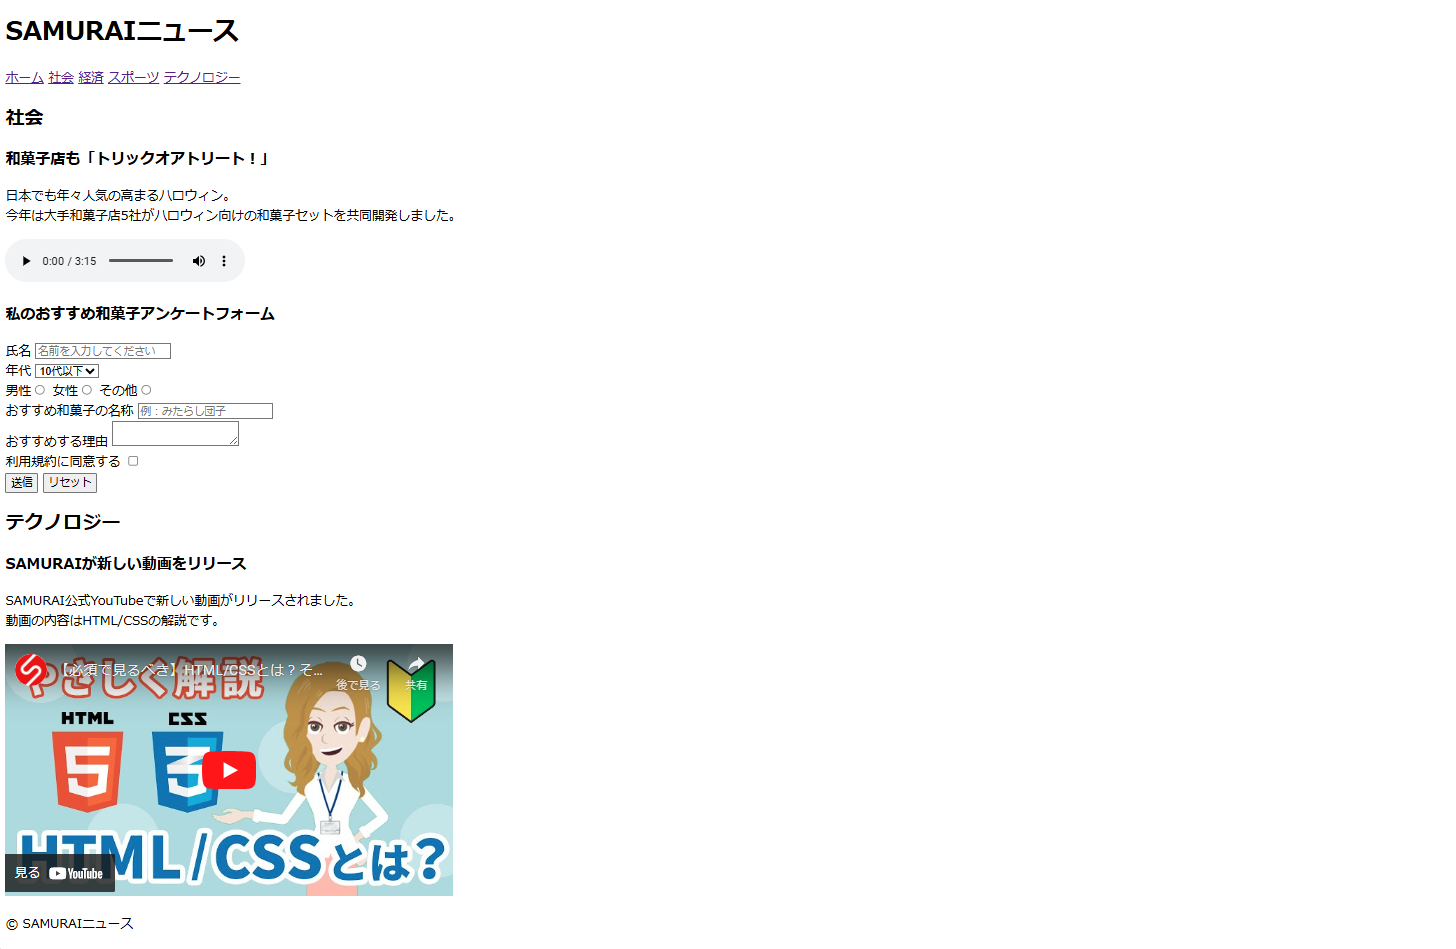 SAMURAIニュース
ホーム 社会 経済 スポーツ テクノロジー
社会
和菓子店も「トリックオアトリート！」
日本でも年々人気の高まるハロウィン。
今年は大手和菓子店5社がハロウィン向けの和菓子セットを共同開発しました。
0:00 / 3:15
私のおすすめ和菓子アンケートフォーム
氏名 名前を入力してください
年代 10代以下
男性 女性 その他
おすすめ和菓子の名称 例：みたらし団子
おすすめする理由
利用規約に同意する
送信 リセット
テクノロジー
SAMURAIが新しい動画をリリース
SAMURAI公式YouTubeで新しい動画がリリースされました。
動画の内容はHTML/CSSの解説です。
【必須で見るべき】HTML/CSSとは？そ...
後で見る 共有
やさしく解説
HTML CSS
5 3
HTML/CSSとは？
見る YouTube
© SAMURAIニュース